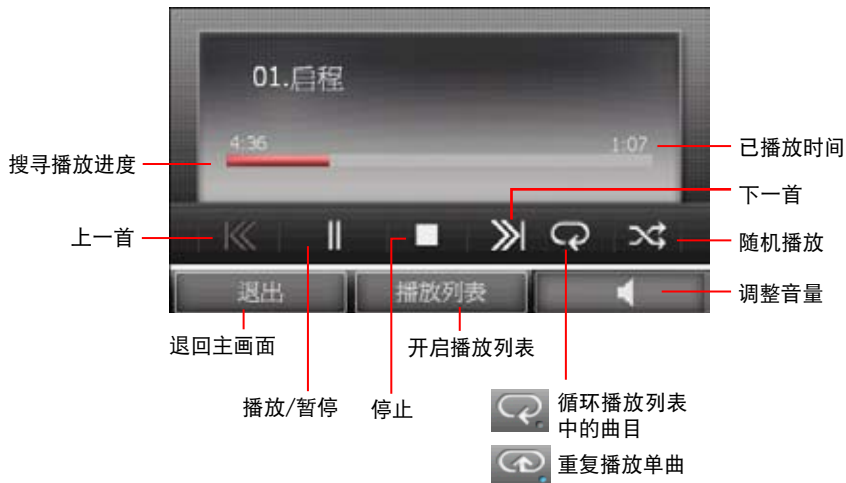 01.启程
4:36
1:07
搜寻播放进度
已播放时间
下一首
上一首
随机播放
退出
播放列表
调整音量
退回主画面
开启播放列表
播放/暂停
停止
循环播放列表
中的曲目
重复播放单曲